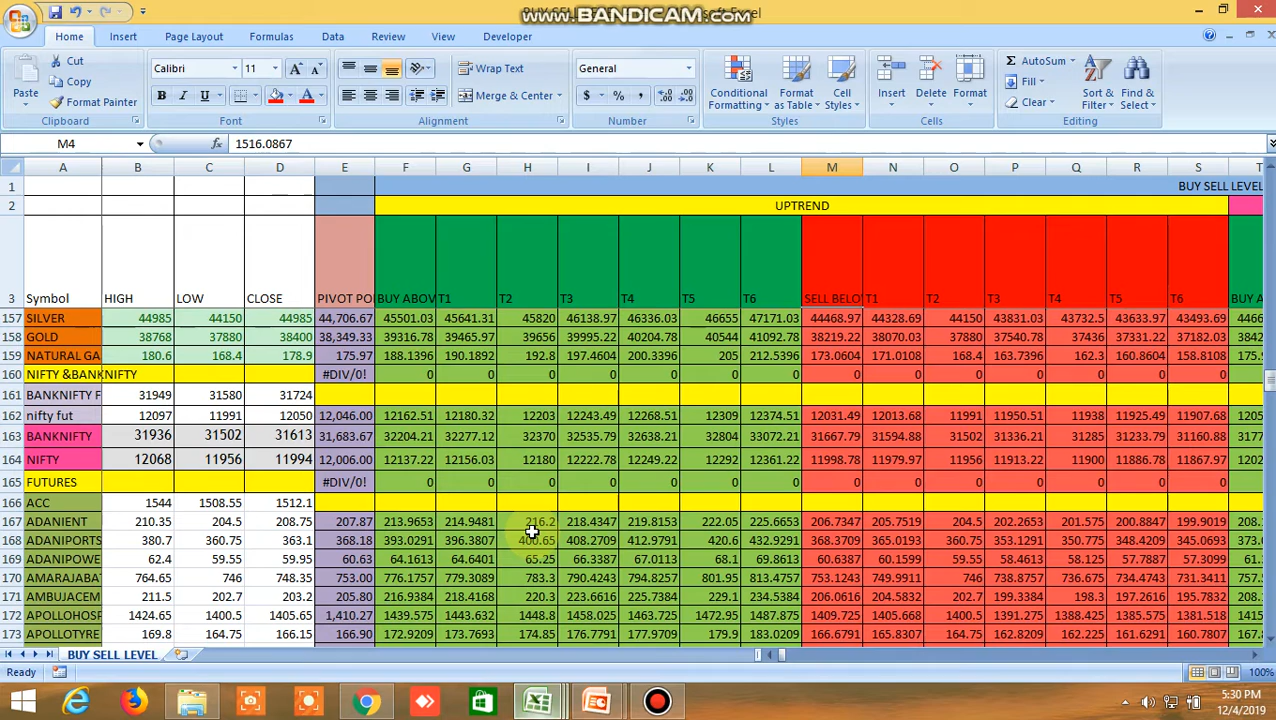 BUY SELL LEVEL - Microsoft Excel
www.BANDICAM.com
Home Insert Page Layout Formulas Data Review View Developer
Paste Cut Copy Format Painter Clipboard
Calibri 11 B I U Font
Wrap Text Merge & Center Alignment
General $ % , Number
Conditional Formatting Format as Table Cell Styles Styles
Insert Delete Format Cells
AutoSum Fill Clear Sort & Filter Find & Select Editing
M4 fx 1516.0867
A B C D E F G H I J K L M N O P Q R S T
1 BUY SELL LEVEL
2 UPTREND
3 Symbol HIGH LOW CLOSE PIVOT PO BUY ABOV T1 T2 T3 T4 T5 T6 SELL BELO T1 T2 T3 T4 T5 T6 BUY A
157 SILVER 44985 44150 44985 44,706.67 45501.03 45641.31 45820 46138.97 46336.03 46655 47171.03 44468.97 44328.69 44150 43831.03 43732.5 43633.97 43493.69
158 GOLD 38768 37880 38400 38,349.33 39316.78 39465.97 39656 39995.22 40204.78 40544 41092.78 38219.22 38070.03 37880 37540.78 37436 37331.22 37182.03
159 NATURAL GA 180.6 168.4 178.9 175.97 188.1396 190.1892 192.8 197.4604 200.3396 205 212.5396 173.0604 171.0108 168.4 163.7396 162.3 160.8604 158.8108
160 NIFTY &BANKNIFTY #DIV/0! 0 0 0 0 0 0 0 0 0 0 0 0 0 0
161 BANKNIFTY F 31949 31580 31724
162 nifty fut 12097 11991 12050 12,046.00 12162.51 12180.32 12203 12243.49 12268.51 12309 12374.51 12031.49 12013.68 11991 11950.51 11938 11925.49 11907.68
163 BANKNIFTY 31936 31502 31613 31,683.67 32204.21 32277.12 32370 32535.79 32638.21 32804 33072.21 31667.79 31594.88 31502 31336.21 31285 31233.79 31160.88
164 NIFTY 12068 11956 11994 12,006.00 12137.22 12156.03 12180 12222.78 12249.22 12292 12361.22 11998.78 11979.97 11956 11913.22 11900 11886.78 11867.97
165 FUTURES #DIV/0! 0 0 0 0 0 0 0 0 0 0 0 0 0 0
166 ACC 1544 1508.55 1512.1
167 ADANIENT 210.35 204.5 208.75 207.87 213.9653 214.9481 216.2 218.4347 219.8153 222.05 225.6653 206.7347 205.7519 204.5 202.2653 201.575 200.8847 199.9019
168 ADANIPORTS 380.7 363.1 368.18 393.0291 396.3807 400.65 408.2709 412.9791 420.6 433.3291 368.3709 365.0193 360.75 353.1291 350.775 348.4209 345.0693
169 ADANIPOWE 62.4 59.55 59.95 60.63 64.1613 64.6401 65.25 66.3387 67.0113 68.1 69.8613 60.6387 60.1599 59.55 58.4613 58.125 57.7887 57.3099
170 AMARAJABA 764.65 746 748.35 753.00 776.1757 779.3089 783.3 790.4243 794.8257 801.95 813.4757 753.1243 749.9911 746 738.8757 736.675 734.4743 731.3411
171 AMBUJACEM 211.5 202.7 203.1 205.80 216.9384 218.4168 220.3 223.6616 225.7384 229.1 206.0616 204.5832 202.7 199.3384 198.3 197.2616 195.7832
172 APOLLOHOSP 1424.65 1400.5 1405.65 1,410.27 1439.575 1443.632 1448.8 1458.025 1463.725 1472.95 1487.875 1409.725 1405.668 1400.5 1391.275 1388.425 1385.575 1381.518
173 APOLLOTYRE 169.8 164.75 166.15 166.90 172.9209 173.7693 174.85 176.7791 177.9709 179.9 183.0209 166.6791 165.8307 164.75 162.8209 162.225 161.6291 160.7807
BUY SELL LEVEL
Ready 100%
5:30 PM
12/4/2019